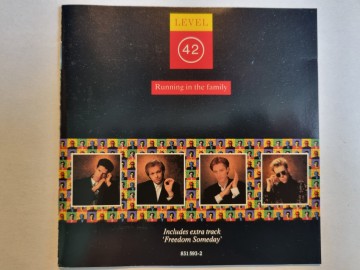 LEVEL
42
Running in the family
Includes extra track
'Freedom Someday'
831 593-2